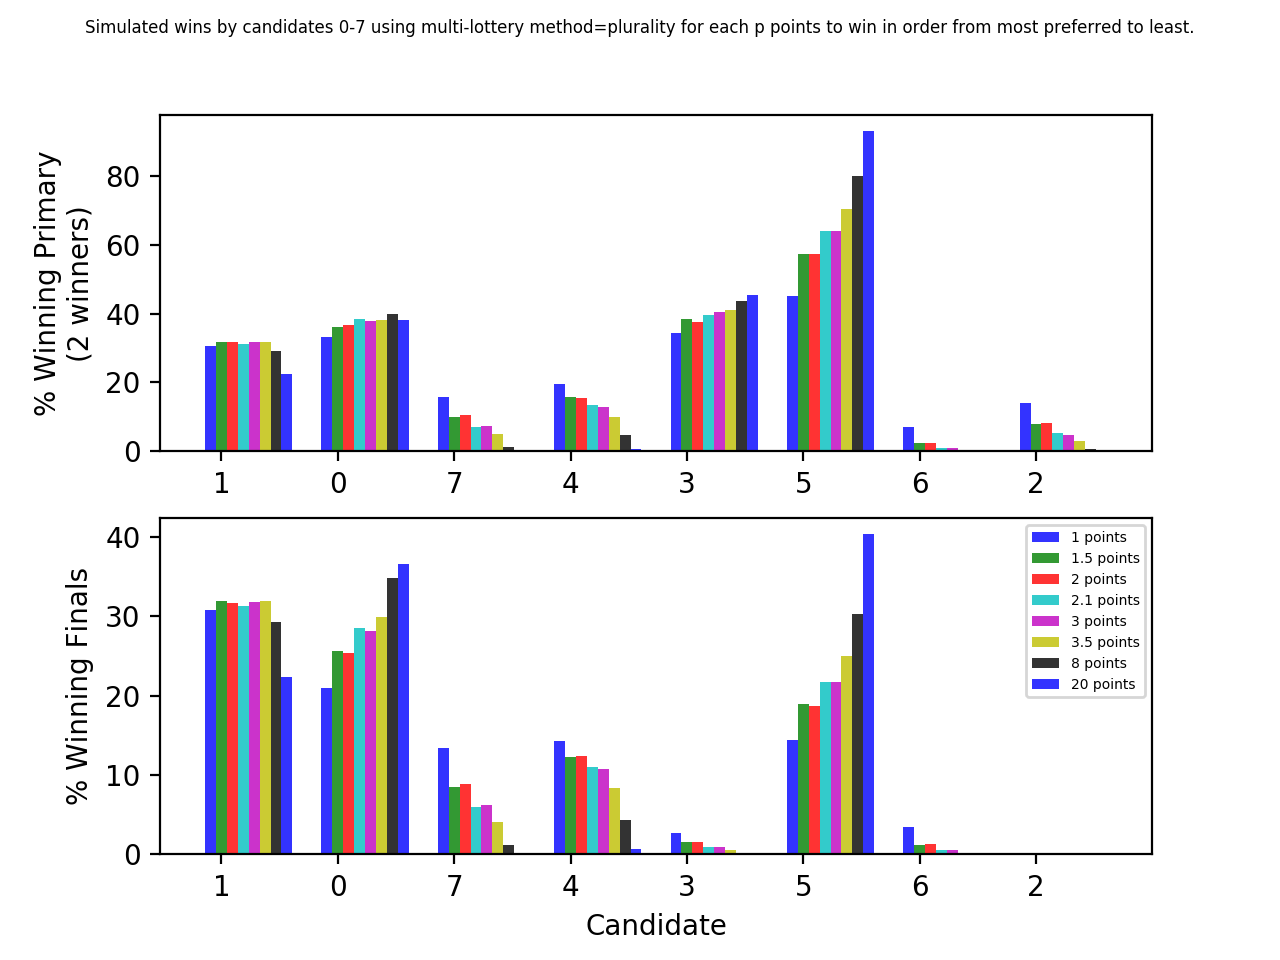 Simulated wins by candidates 0-7 using multi-lottery method=plurality for each p points to win in order from most preferred to least.
% Winning Primary
(2 winners)
80
60
40
20
0
1 0 7 4 3 5 6 2
% Winning Finals
40
30
20
10
0
1 points
1.5 points
2 points
2.1 points
3 points
3.5 points
8 points
20 points
1 0 7 4 3 5 6 2
Candidate